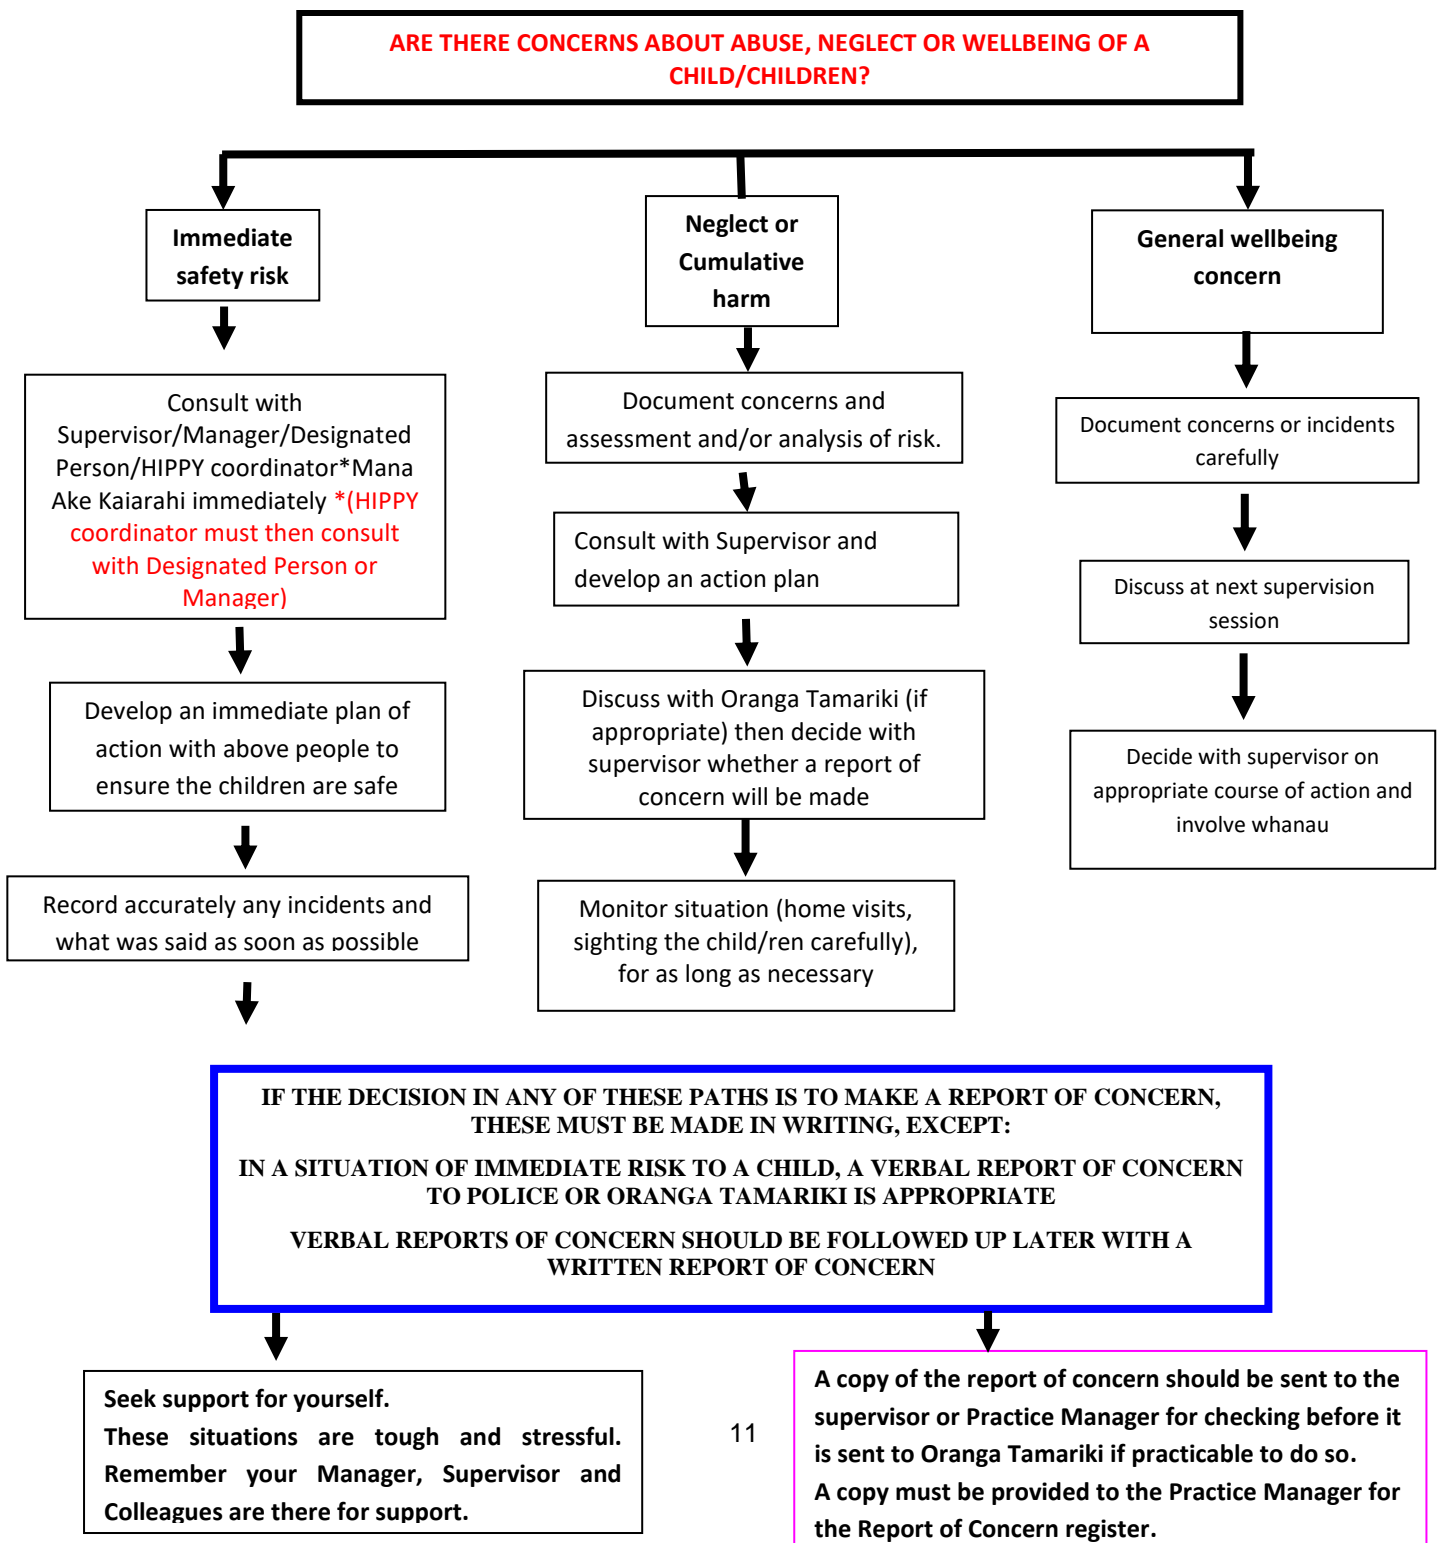 ARE THERE CONCERNS ABOUT ABUSE, NEGLECT OR WELLBEING OF A
CHILD/CHILDREN?
Immediate
safety risk
Consult with
Supervisor/Manager/Designated
Person/HIPPY coordinator*Mana
Ake Kaiarahi immediately *(HIPPY
coordinator must then consult
with Designated Person or
Manager)
Develop an immediate plan of
action with above people to
ensure the children are safe
Record accurately any incidents and
what was said as soon as possible
Neglect or
Cumulative
harm
Document concerns and
assessment and/or analysis of risk.
Consult with Supervisor and
develop an action plan
Discuss with Oranga Tamariki (if
appropriate) then decide with
supervisor whether a report of
concern will be made
Monitor situation (home visits,
sighting the child/ren carefully),
for as long as necessary
General wellbeing
concern
Document concerns or incidents
carefully
Discuss at next supervision
session
Decide with supervisor on
appropriate course of action and
involve whanau
IF THE DECISION IN ANY OF THESE PATHS IS TO MAKE A REPORT OF CONCERN,
THESE MUST BE MADE IN WRITING, EXCEPT:
IN A SITUATION OF IMMEDIATE RISK TO A CHILD, A VERBAL REPORT OF CONCERN
TO POLICE OR ORANGA TAMARIKI IS APPROPRIATE
VERBAL REPORTS OF CONCERN SHOULD BE FOLLOWED UP LATER WITH A
WRITTEN REPORT OF CONCERN
Seek support for yourself.
These situations are tough and stressful.
Remember your Manager, Supervisor and
Colleagues are there for support.
11
A copy of the report of concern should be sent to the
supervisor or Practice Manager for checking before it
is sent to Oranga Tamariki if practicable to do so.
A copy must be provided to the Practice Manager for
the Report of Concern register.